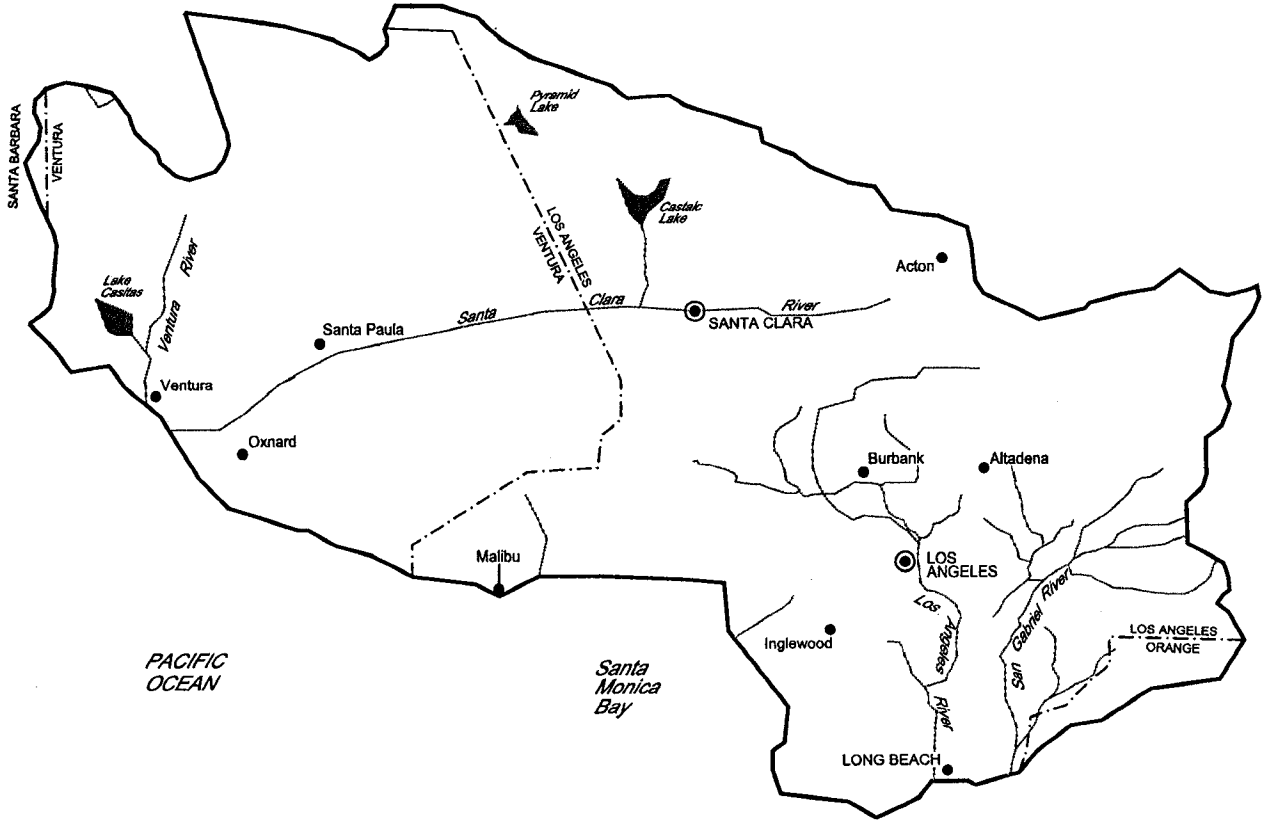 Pyramid
Lake
SANTA BARBARA
VENTURA
Castaic
Lake
LOS ANGELES
VENTURA
Acton
Lake
Casitas
Ventura River
Santa Clara River
SANTA CLARA
Santa Paula
Ventura
Oxnard
Burbank
Altadena
Malibu
LOS
ANGELES
Los Angeles River
San Gabriel River
LOS ANGELES
ORANGE
Inglewood
PACIFIC
OCEAN
Santa
Monica
Bay
LONG BEACH